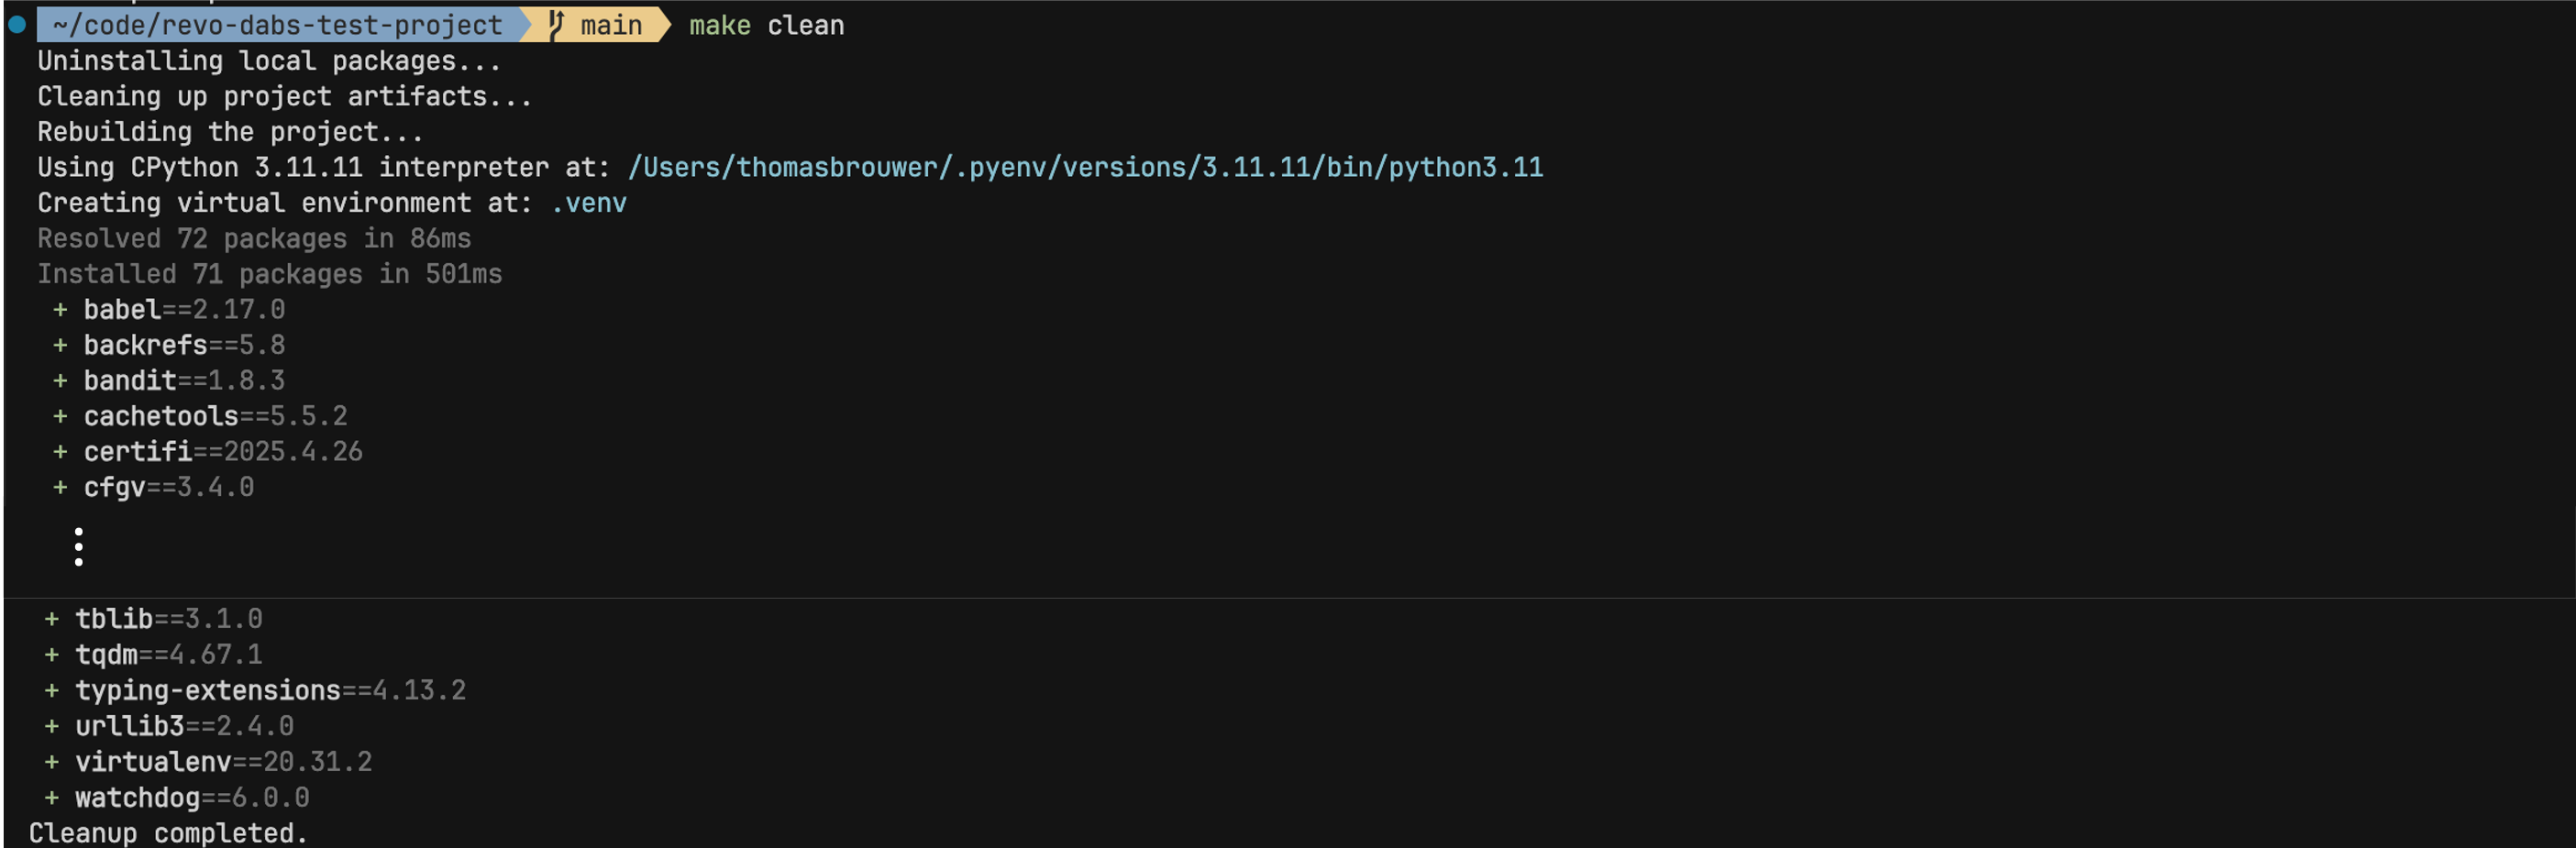 ~/code/revo-dabs-test-project main make clean
Uninstalling local packages...
Cleaning up project artifacts...
Rebuilding the project...
Using CPython 3.11.11 interpreter at: /Users/thomasbrouwer/.pyenv/versions/3.11.11/bin/python3.11
Creating virtual environment at: .venv
Resolved 72 packages in 86ms
Installed 71 packages in 501ms
+ babel==2.17.0
+ backrefs==5.8
+ bandit==1.8.3
+ cachetools==5.5.2
+ certifi==2025.4.26
+ cfgv==3.4.0
⋮
+ tblib==3.1.0
+ tqdm==4.67.1
+ typing-extensions==4.13.2
+ urllib3==2.4.0
+ virtualenv==20.31.2
+ watchdog==6.0.0
Cleanup completed.